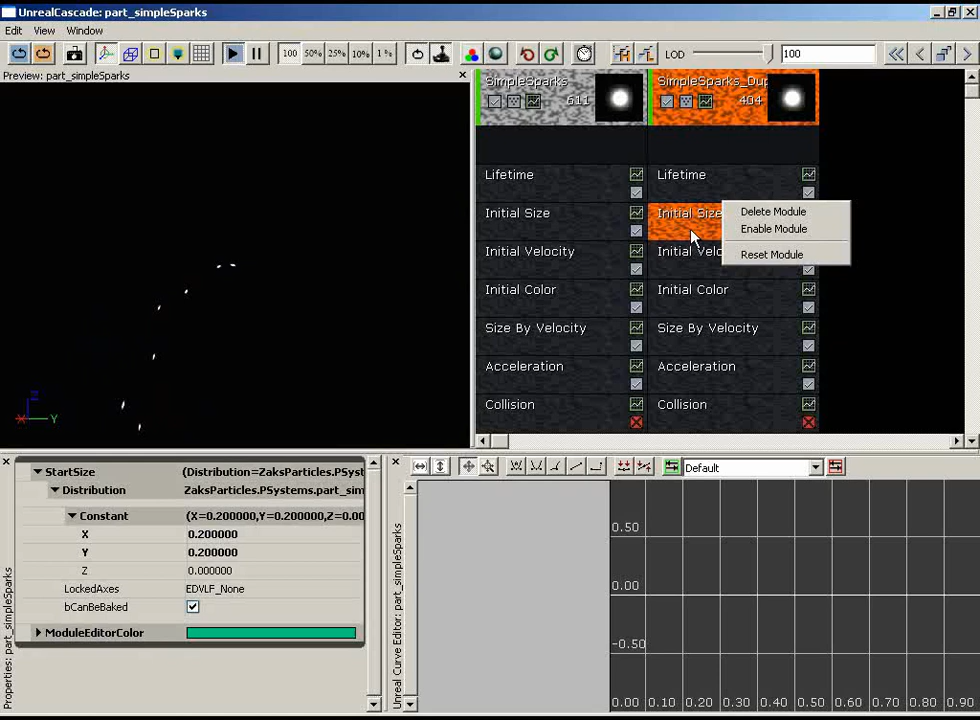 UnrealCascade: part_simpleSparks
Edit View Window
100 50% 25% 10% 1% LOD 100
Preview: part_simpleSparks
SimpleSparks SimpleSparks_Dup
611 404
Lifetime Lifetime
Initial Size Initial Size
Delete Module
Enable Module
Initial Velocity Initial Velo
Reset Module
Initial Color Initial Color
Size By Velocity Size By Velocity
Acceleration Acceleration
Collision Collision
Z
X Y
StartSize (Distribution=ZaksParticles.PSyst
Distribution ZaksParticles.PSystems.part_sim
Constant (X=0.200000,Y=0.200000,Z=0.00
X 0.200000
Y 0.200000
Z 0.000000
LockedAxes EDVLF_None
bCanBeBaked
ModuleEditorColor
Properties: part_simpleSparks
Unreal Curve Editor: part_simpleSparks
Default
0.50
0.00
-0.50
0.00 0.10 0.20 0.30 0.40 0.50 0.60 0.70 0.80 0.90